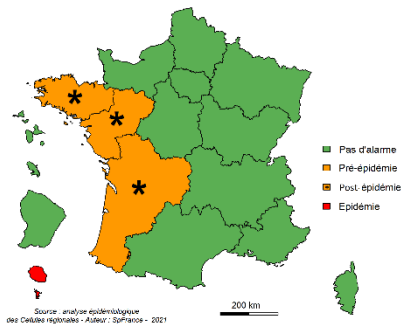 *
*
*
Pas d'alarme
Pré-épidémie
* Post-épidémie
Epidémie
200 km
Source : analyse épidémiologique
des Cellules régionales - Auteur : SpFrance - 2021